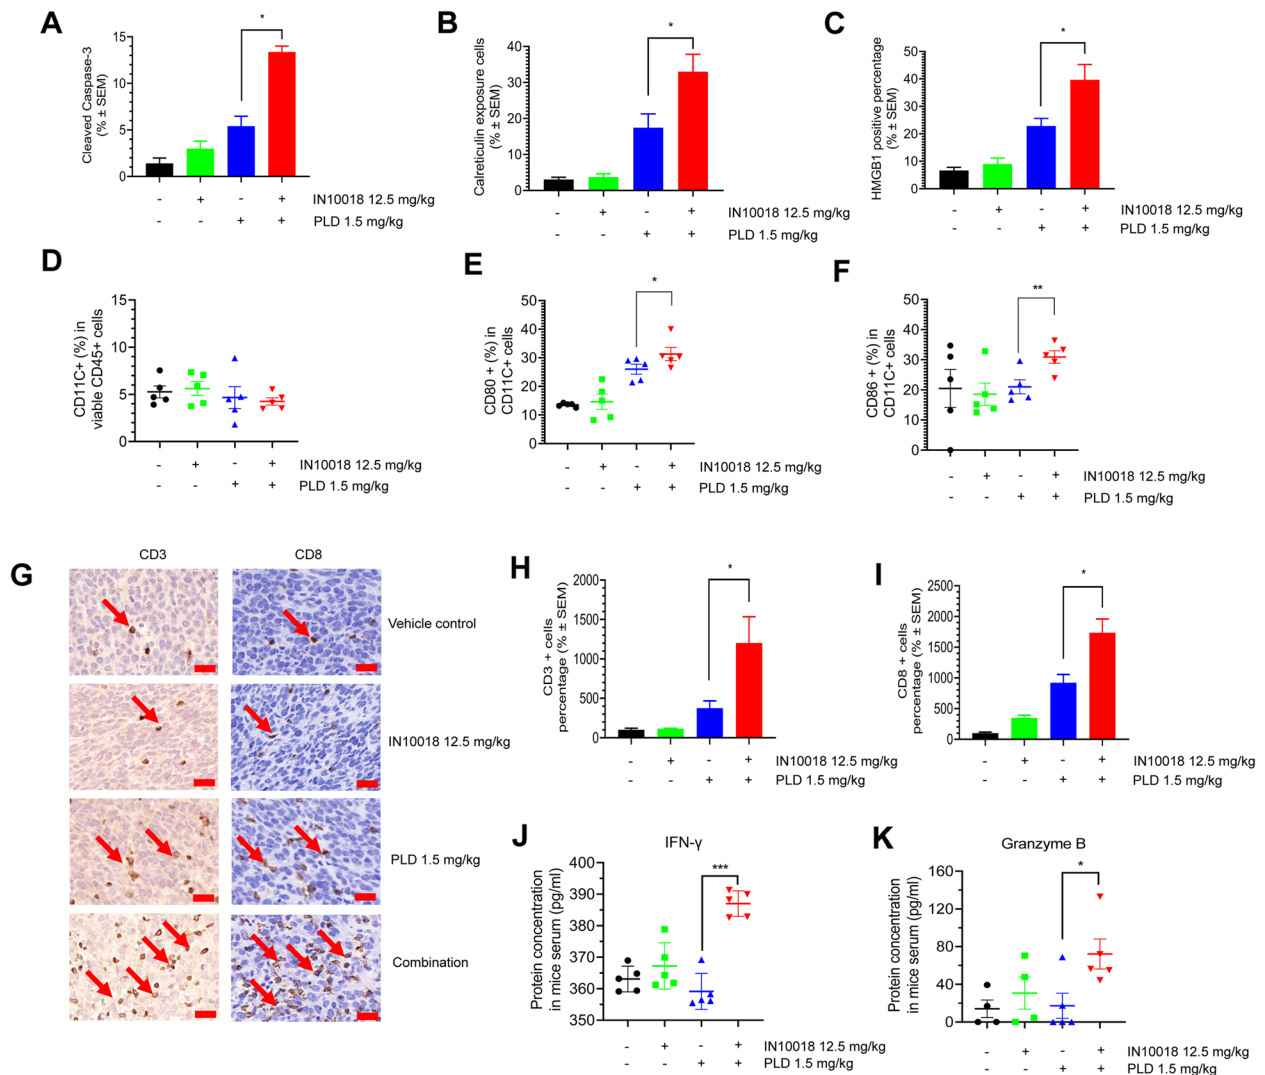 A
Cleaved Caspase-3
(% ± SEM)
15
10
5
0
*
- + - + IN10018 12.5 mg/kg
- - + + PLD 1.5 mg/kg
B
Calreticulin exposure cells
(% ± SEM)
40
30
20
10
0
*
- + - + IN10018 12.5 mg/kg
- - + + PLD 1.5 mg/kg
C
HMGB1 positive percentage
(% ± SEM)
50
40
30
20
10
0
*
- + - + IN10018 12.5 mg/kg
- - + + PLD 1.5 mg/kg
D
CD11C+ (%) in
viable CD45+ cells
15
10
5
0
- + - + IN10018 12.5 mg/kg
- - + + PLD 1.5 mg/kg
E
CD80 + (%) in
CD11C+ cells
50
40
30
20
10
0
*
- + - + IN10018 12.5 mg/kg
- - + + PLD 1.5 mg/kg
F
CD86 + (%) in
CD11C+ cells
50
40
30
20
10
0
**
- + - + IN10018 12.5 mg/kg
- - + + PLD 1.5 mg/kg
G
CD3 CD8
Vehicle control
IN10018 12.5 mg/kg
PLD 1.5 mg/kg
Combination
H
CD3 + cells
percentage (% ± SEM)
2000
1500
1000
500
0
*
- + - + IN10018 12.5 mg/kg
- - + + PLD 1.5 mg/kg
I
CD8 + cells
percentage (% ± SEM)
2500
2000
1500
1000
500
0
*
- + - + IN10018 12.5 mg/kg
- - + + PLD 1.5 mg/kg
J
IFN-γ
Protein concentration
in mice serum (pg/ml)
400
390
380
370
360
350
***
- + - + IN10018 12.5 mg/kg
- - + + PLD 1.5 mg/kg
K
Granzyme B
Protein concentration
in mice serum (pg/ml)
160
120
80
40
0
*
- + - + IN10018 12.5 mg/kg
- - + + PLD 1.5 mg/kg